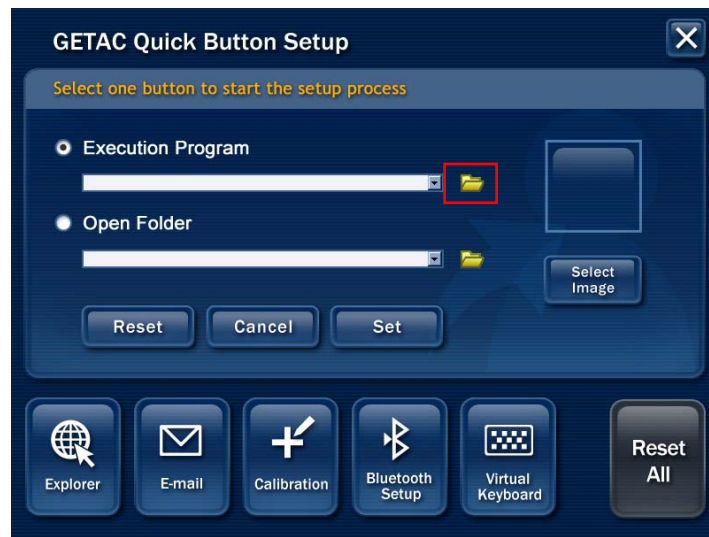 GETAC Quick Button Setup
Select one button to start the setup process
Execution Program
Open Folder
Select
Image
Reset
Cancel
Set
Explorer
E-mail
Calibration
Bluetooth
Setup
Virtual
Keyboard
Reset
All